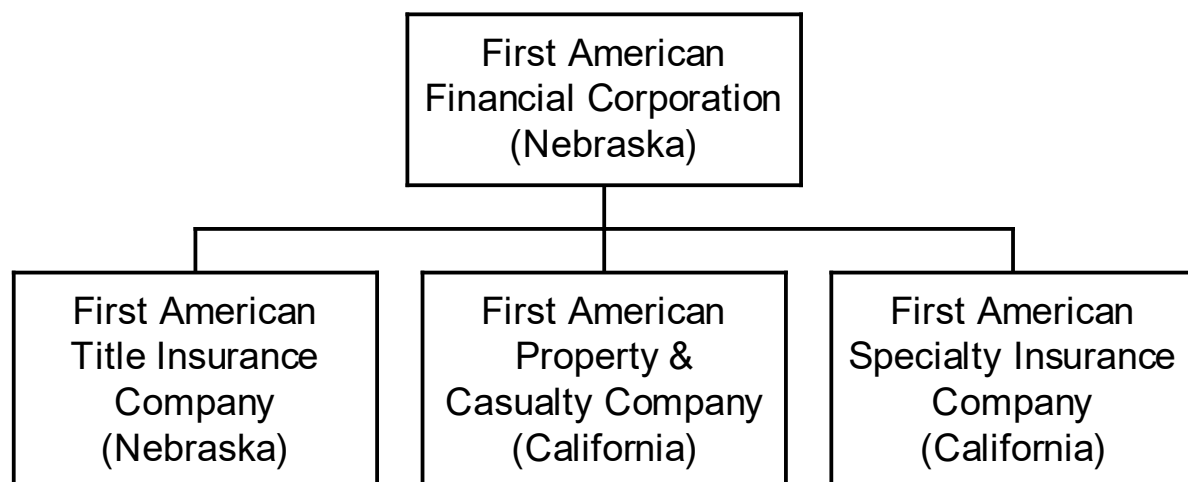 First American
Financial Corporation
(Nebraska)
First American
Title Insurance
Company
(Nebraska)
First American
Property &
Casualty Company
(California)
First American
Specialty Insurance
Company
(California)